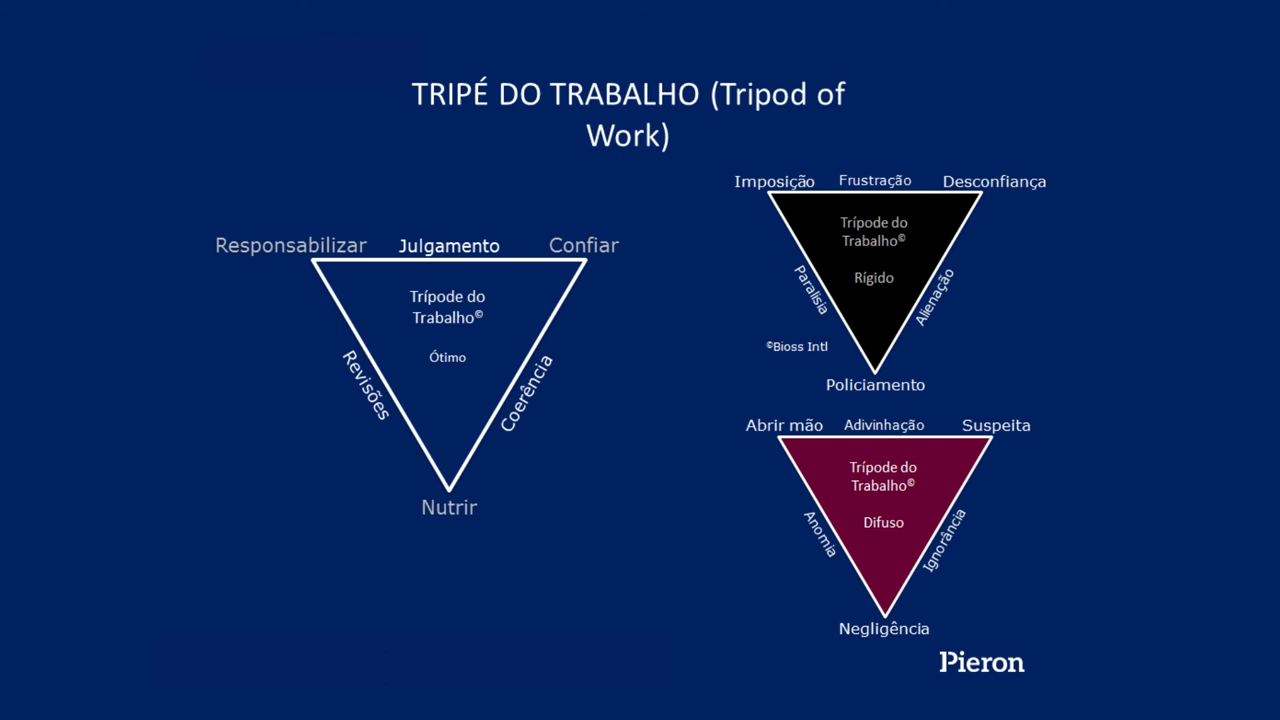 TRIPÉ DO TRABALHO (Tripod of
Work)
Responsabilizar
Julgamento
Confiar
Trípode do
Trabalho©
Ótimo
Revisões
Coerência
Nutrir
Imposição
Frustração
Desconfiança
Trípode do
Trabalho©
Rígido
Paralisia
Alienação
©Bioss Intl
Policiamento
Abrir mão
Adivinhação
Suspeita
Trípode do
Trabalho©
Difuso
Anomia
Ignorância
Negligência
Pieron